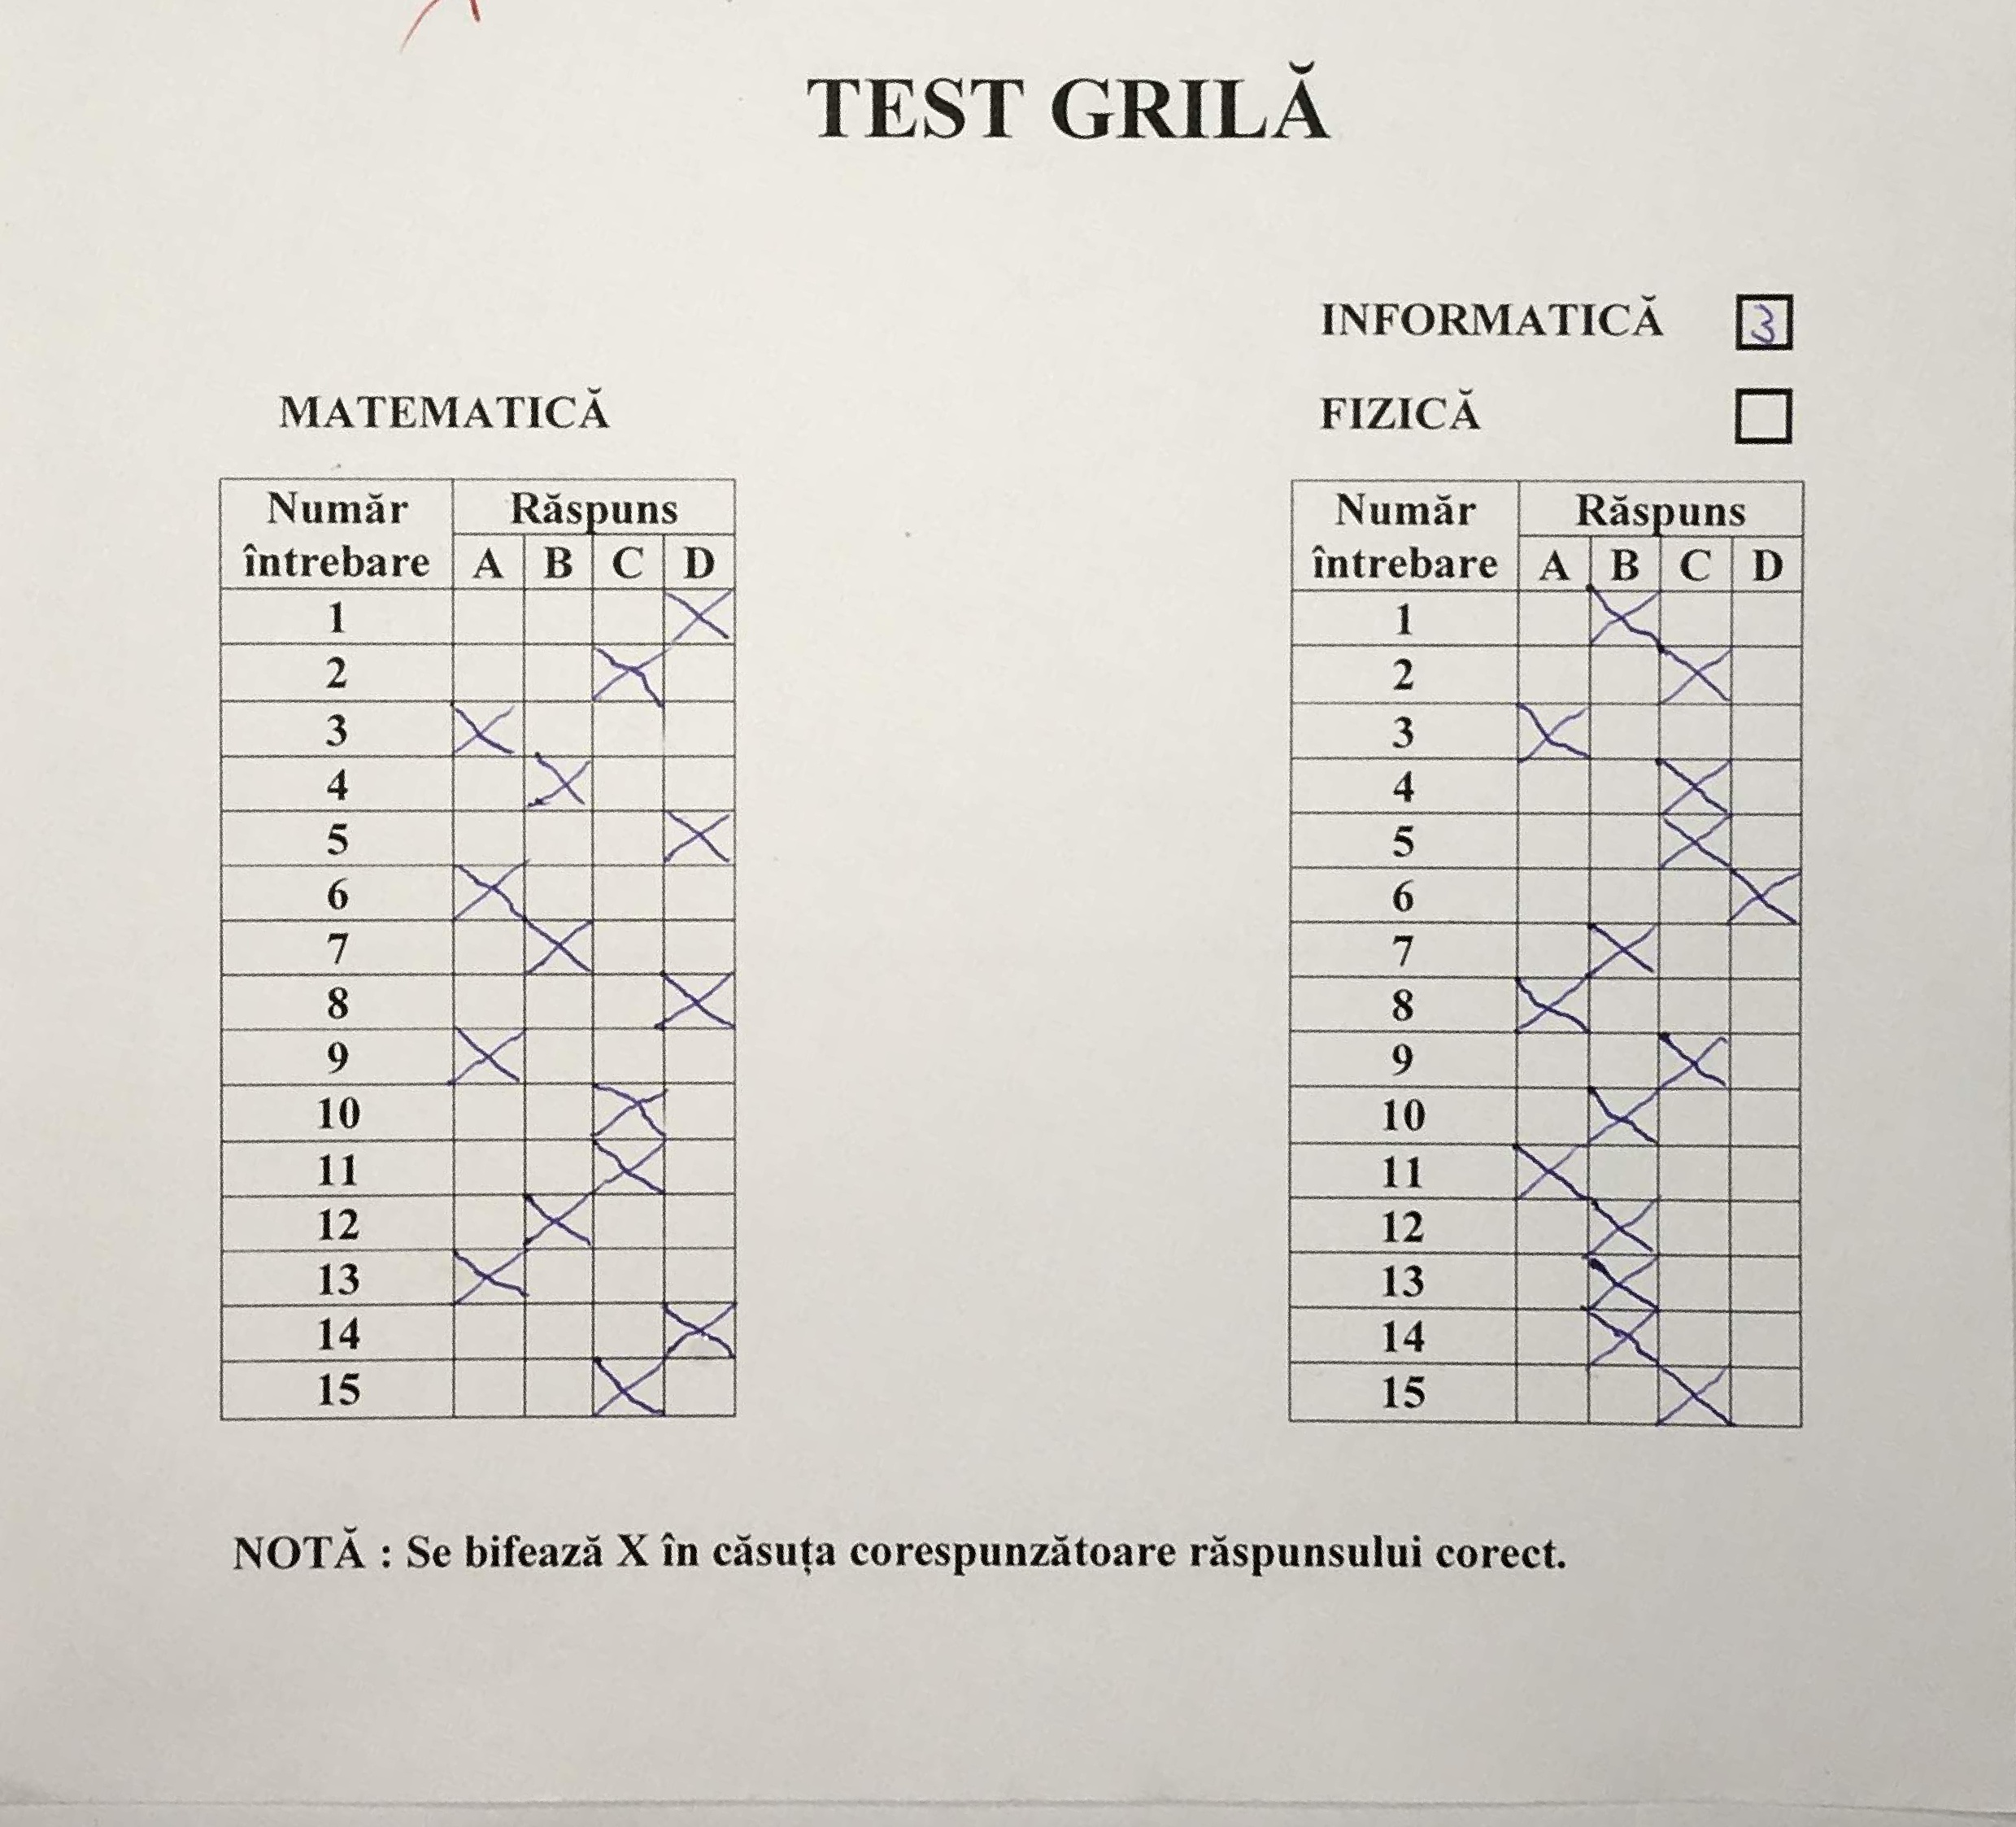 TEST GRILĂ
INFORMATICĂ 3
MATEMATICĂ
FIZICĂ
Număr întrebare Răspuns
A B C D
1 X
2 X
3 X
4 X
5 X
6 X
7 X
8 X
9 X
10 X
11 X
12 X
13 X
14 X
15 X
Număr întrebare Răspuns
A B C D
1 X
2 X
3 X
4 X
5 X
6 X
7 X
8 X
9 X
10 X
11 X
12 X
13 X
14 X
15 X
NOTĂ : Se bifează X în căsuța corespunzătoare răspunsului corect.